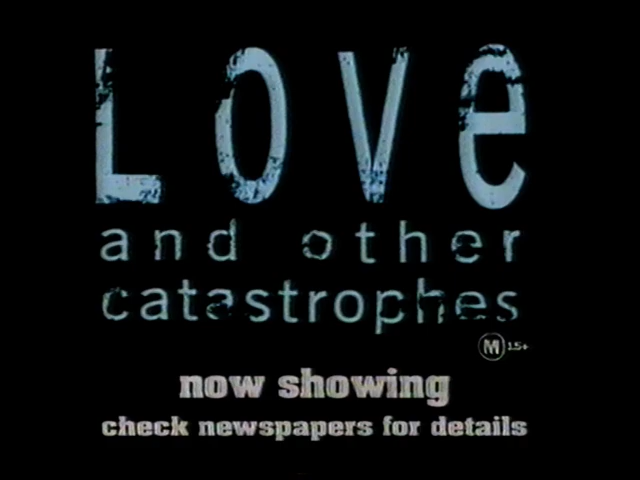 Love
and other
catastrophes
M 15+
now showing
check newspapers for details